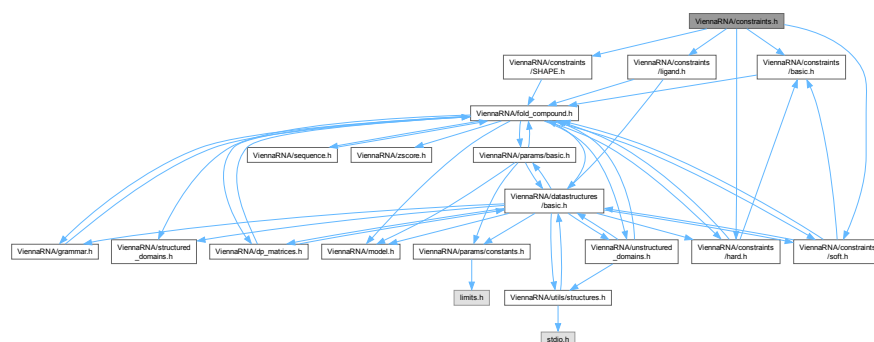 ViennaRNA/constraints.h
ViennaRNA/constraints
/SHAPE.h
ViennaRNA/constraints
/ligand.h
ViennaRNA/constraints
/basic.h
ViennaRNA/fold_compound.h
ViennaRNA/sequence.h
ViennaRNA/zscore.h
ViennaRNA/params/basic.h
ViennaRNA/datastructures
/basic.h
ViennaRNA/grammar.h
ViennaRNA/structured
_domains.h
ViennaRNA/dp_matrices.h
ViennaRNA/model.h
ViennaRNA/params/constants.h
ViennaRNA/unstructured
_domains.h
ViennaRNA/constraints
/hard.h
ViennaRNA/constraints
/soft.h
limits.h
ViennaRNA/utils/structures.h
stdio.h